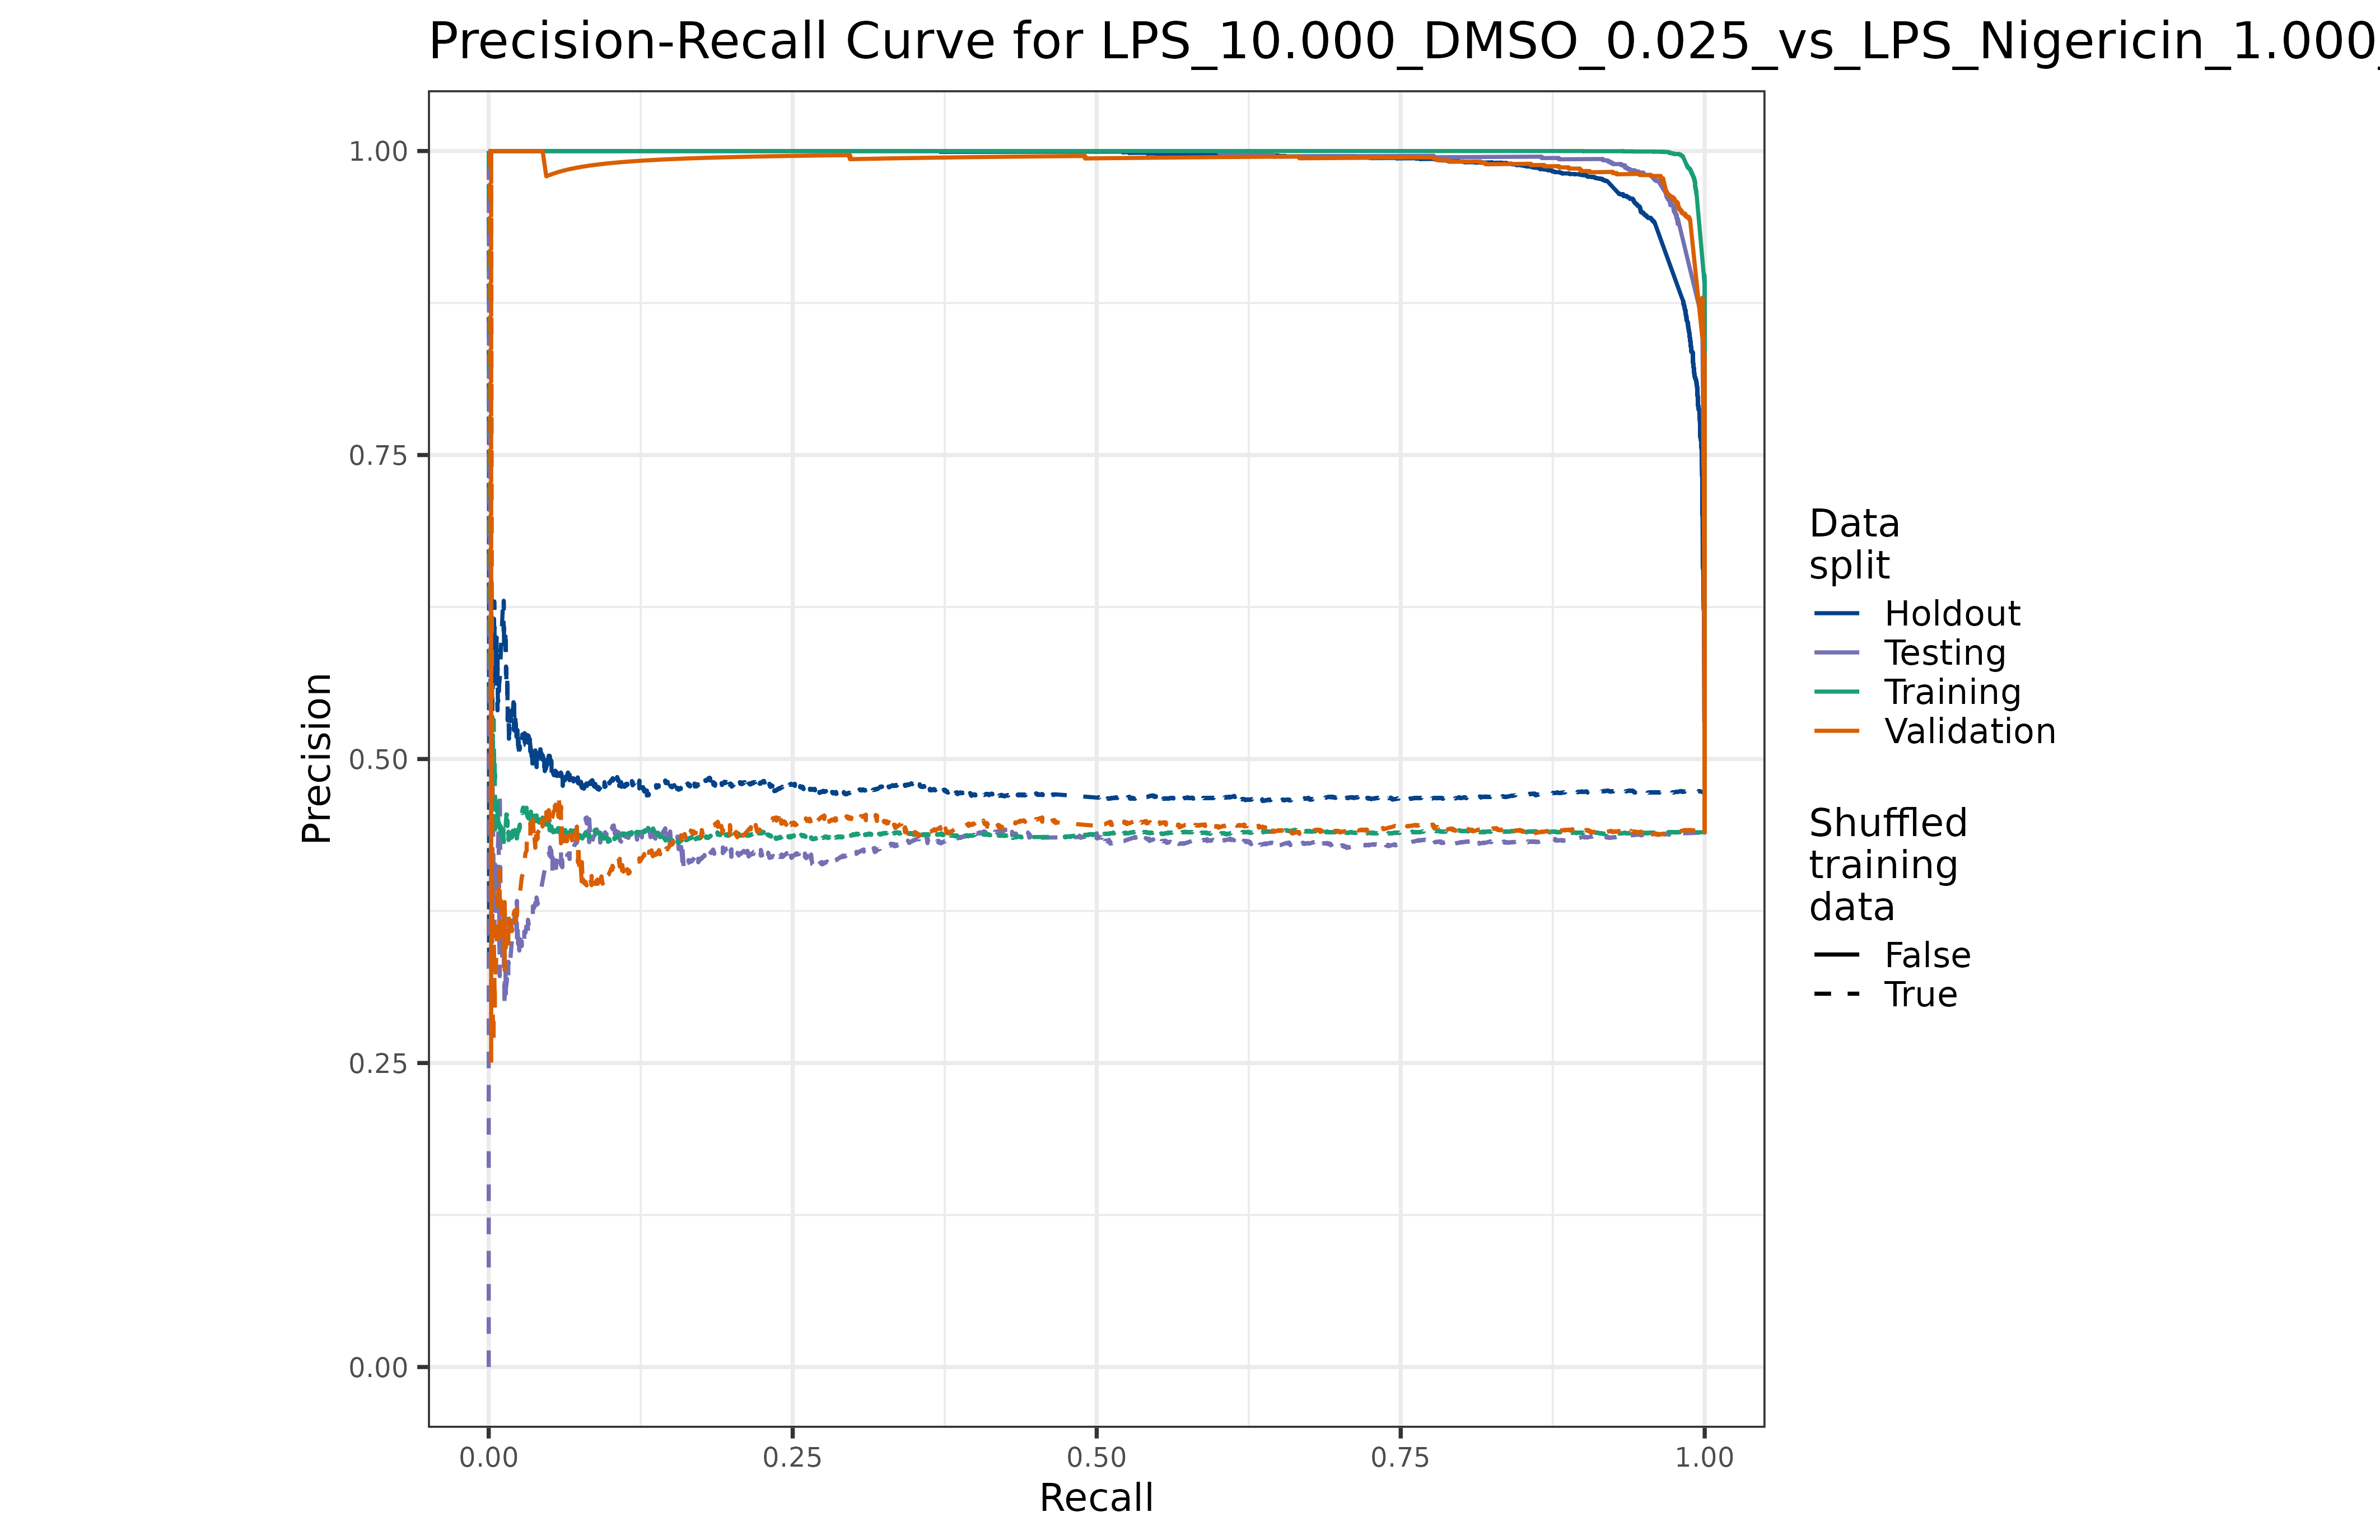 Precision-Recall Curve for LPS_10.000_DMSO_0.025_vs_LPS_Nigericin_1.000_
1.00
0.75
0.50
0.25
0.00
Precision
0.00 0.25 0.50 0.75 1.00
Recall
Data
split
Holdout
Testing
Training
Validation
Shuffled
training
data
False
True